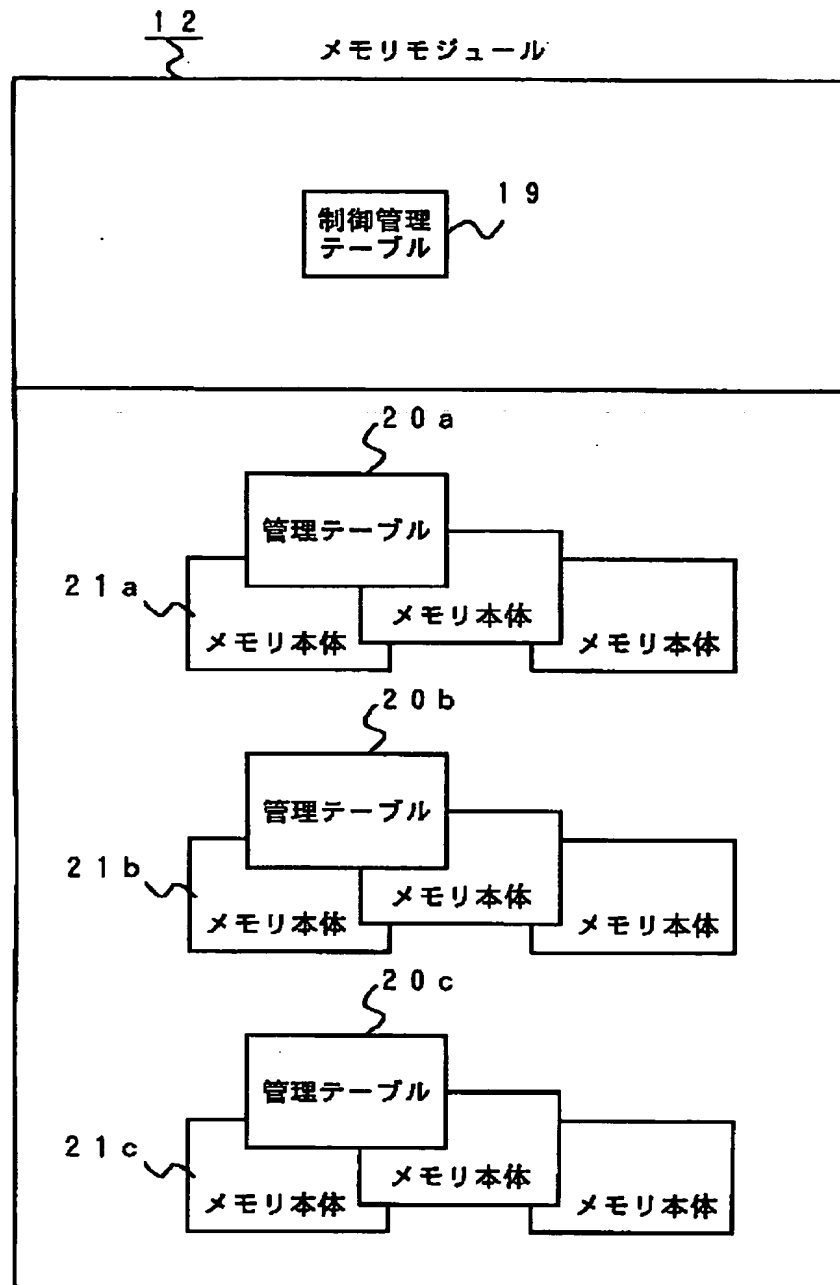 １２
メモリモジュール
制御管理
テーブル
１９
２０ａ
管理テーブル
２１ａ
メモリ本体
メモリ本体
メモリ本体
２０ｂ
管理テーブル
２１ｂ
メモリ本体
メモリ本体
メモリ本体
２０ｃ
管理テーブル
２１ｃ
メモリ本体
メモリ本体
メモリ本体